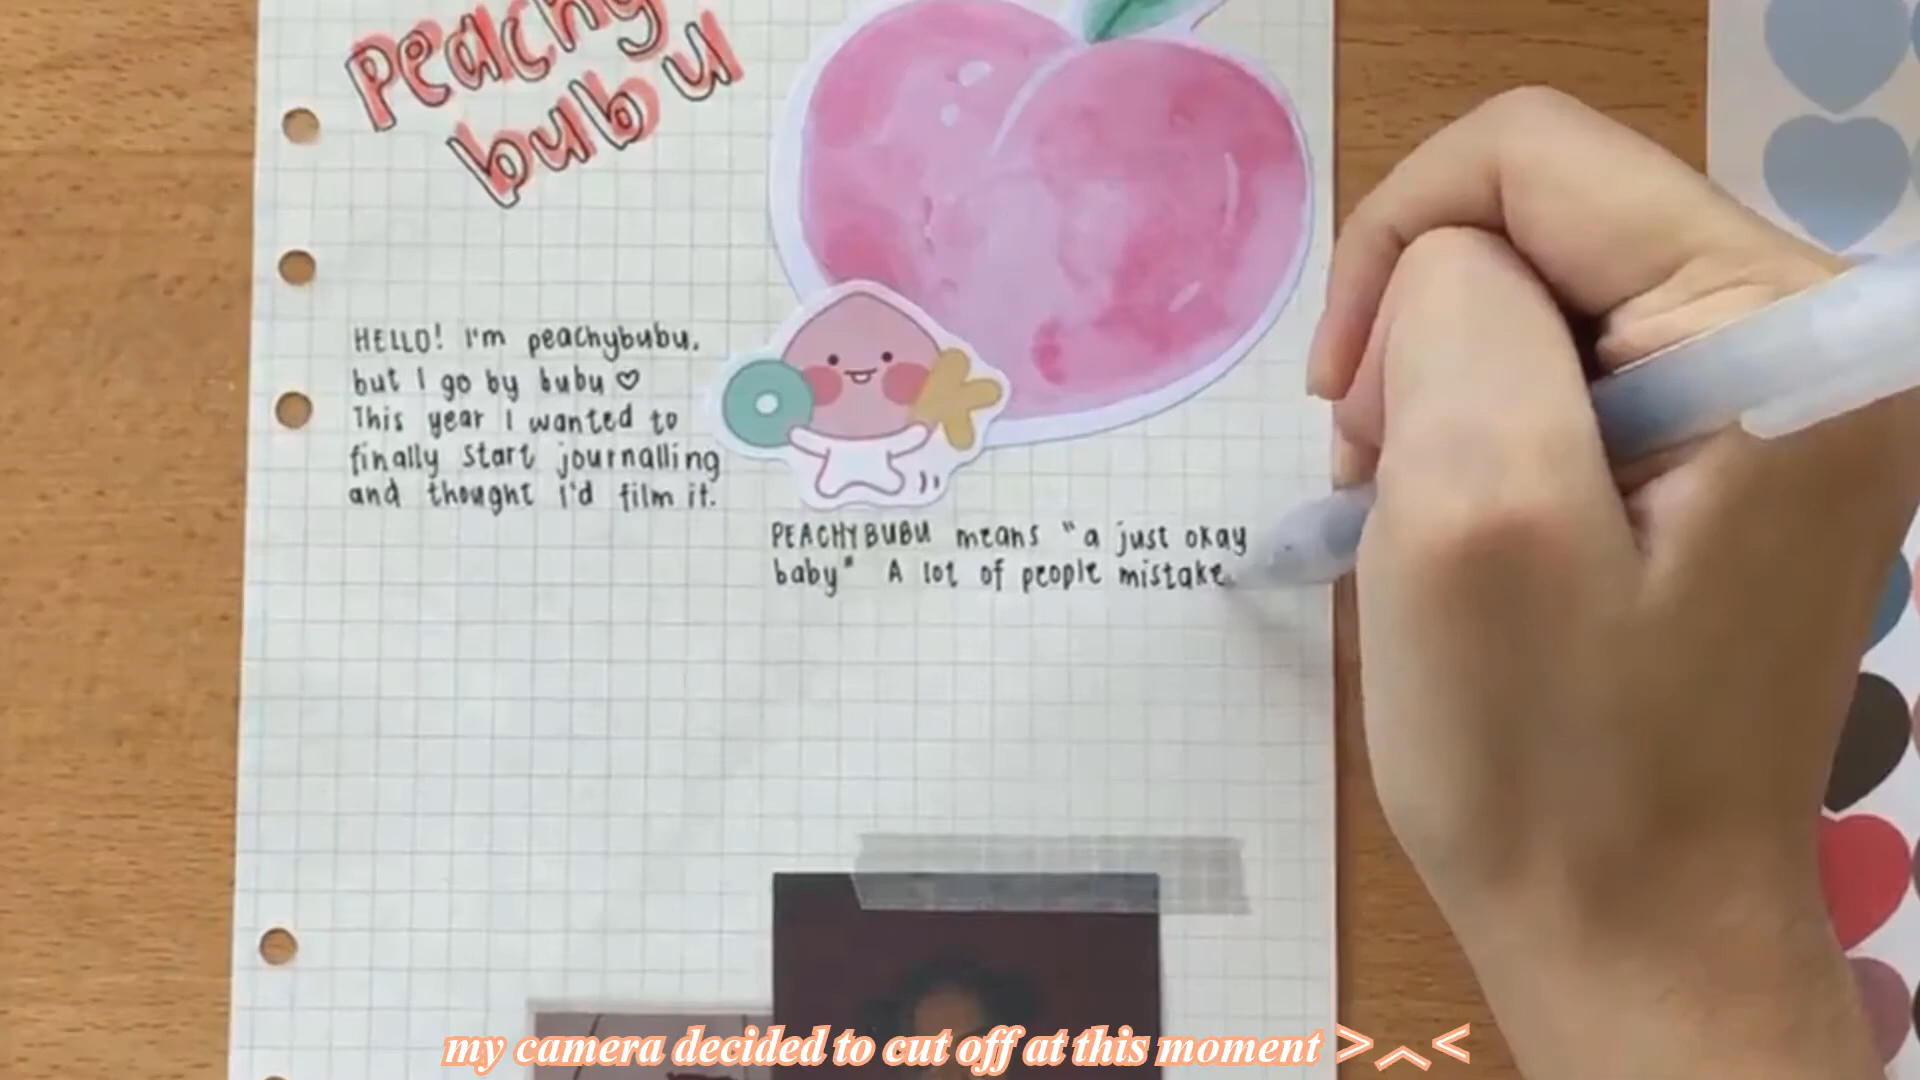 Peachy
bubu
HELLO! I'm peachybubu.
but I go by bubu ♡
This year I wanted to
finally start journalling
and thought I'd film it.
OK
PEACHYBUBU means "a just okay
baby" A lot of people mistake
my camera decided to cut off at this moment >︿<